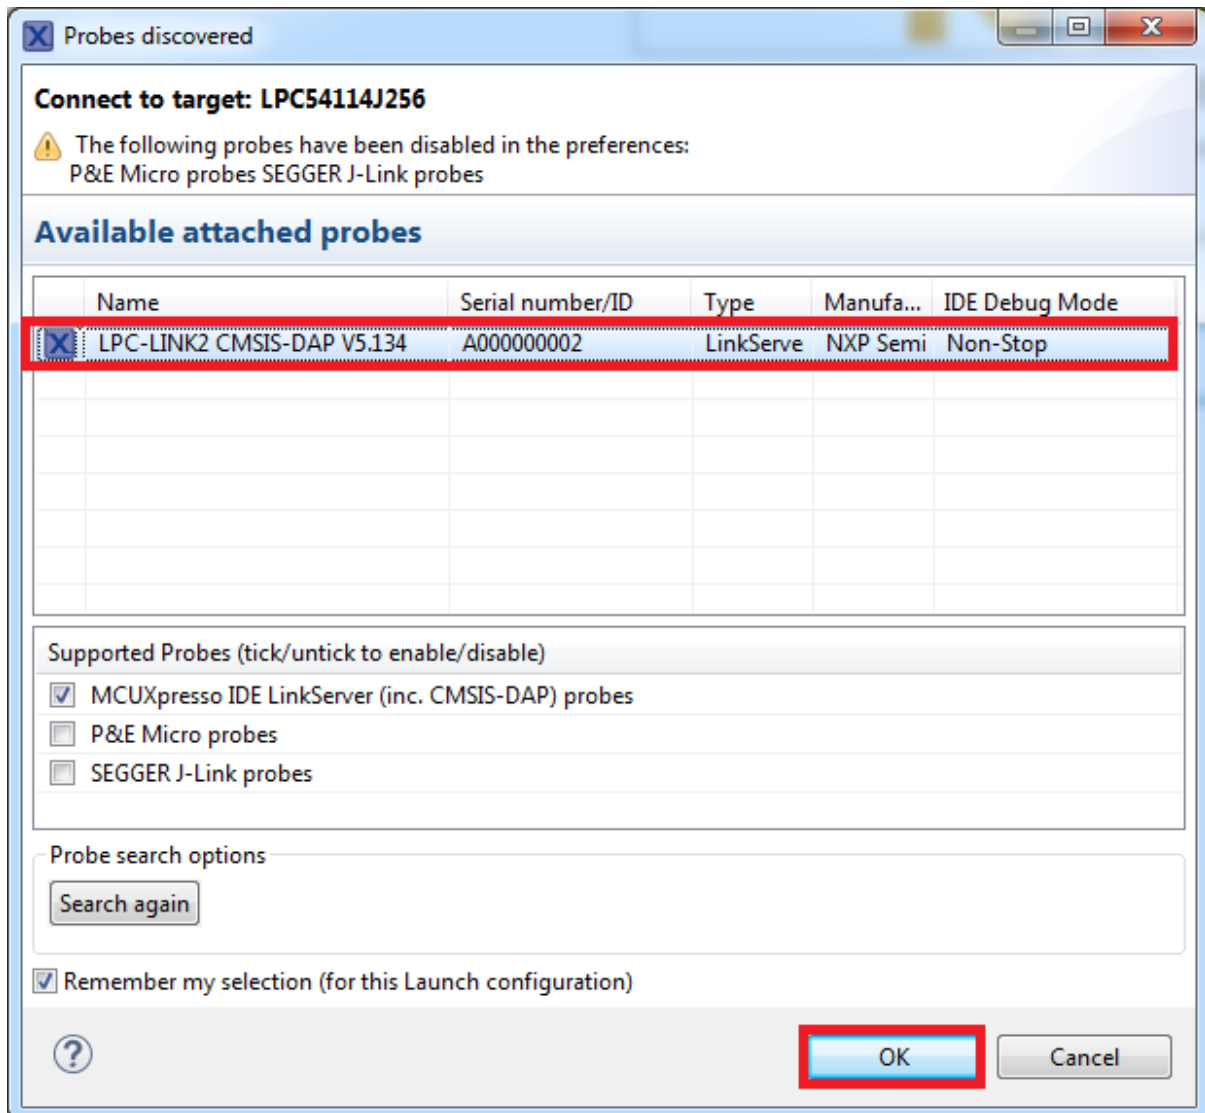 Probes discovered
Connect to target: LPC54114J256
The following probes have been disabled in the preferences:
P&E Micro probes SEGGER J-Link probes
Available attached probes
Name Serial number/ID Type Manufa... IDE Debug Mode
LPC-LINK2 CMSIS-DAP V5.134 A000000002 LinkServe NXP Semi Non-Stop
Supported Probes (tick/untick to enable/disable)
MCUXpresso IDE LinkServer (inc. CMSIS-DAP) probes
P&E Micro probes
SEGGER J-Link probes
Probe search options
Search again
Remember my selection (for this Launch configuration)
OK Cancel